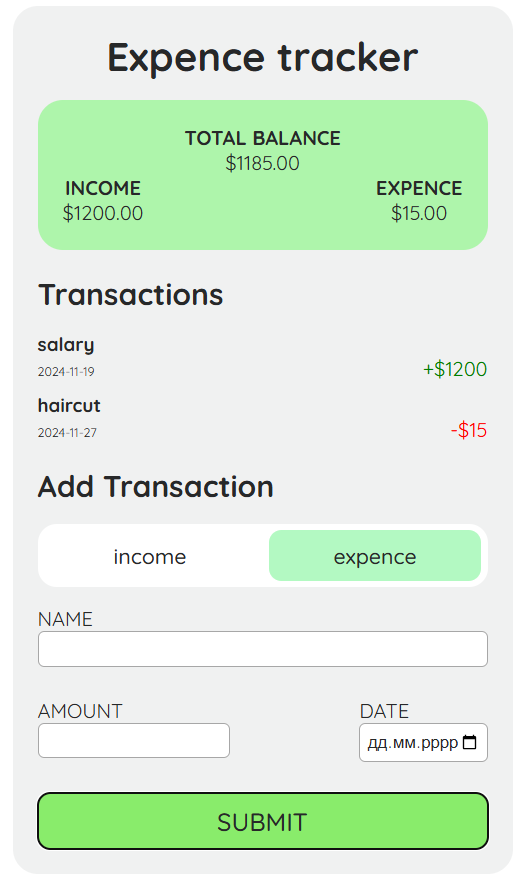 Expence tracker
TOTAL BALANCE
$1185.00
INCOME EXPENCE
$1200.00 $15.00
Transactions
salary
2024-11-19 +$1200
haircut
2024-11-27 -$15
Add Transaction
income expence
NAME
AMOUNT DATE
дд.мм.рррр
SUBMIT